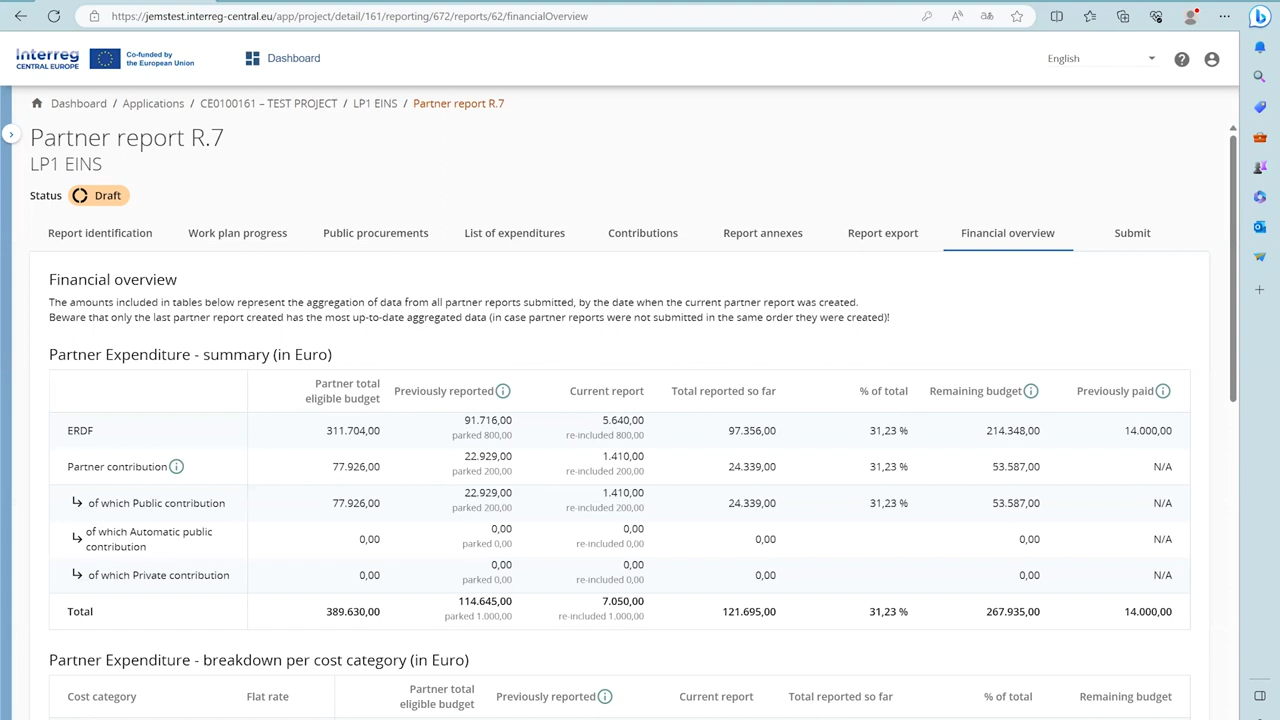 https://jemstest.interreg-central.eu/app/project/detail/161/reporting/672/reports/62/financialOverview
Interreg
CENTRAL EUROPE
Co-funded by
the European Union
Dashboard
English
Dashboard / Applications / CE0100161 – TEST PROJECT / LP1 EINS / Partner report R.7
Partner report R.7
LP1 EINS
Status Draft
Report identification Work plan progress Public procurements List of expenditures Contributions Report annexes Report export Financial overview Submit
Financial overview
The amounts included in tables below represent the aggregation of data from all partner reports submitted, by the date when the current partner report was created.
Beware that only the last partner report created has the most up-to-date aggregated data (in case partner reports were not submitted in the same order they were created)!
Partner Expenditure - summary (in Euro)
Partner total eligible budget Previously reported Current report Total reported so far % of total Remaining budget Previously paid
ERDF 311.704,00 91.716,00 5.640,00 97.356,00 31,23 % 214.348,00 14.000,00
parked 800,00 re-included 800,00
Partner contribution 77.926,00 22.929,00 1.410,00 24.339,00 31,23 % 53.587,00 N/A
parked 200,00 re-included 200,00
of which Public contribution 77.926,00 22.929,00 1.410,00 24.339,00 31,23 % 53.587,00 N/A
parked 200,00 re-included 200,00
of which Automatic public contribution 0,00 0,00 0,00 0,00 0,00 N/A
parked 0,00 re-included 0,00
of which Private contribution 0,00 0,00 0,00 0,00 0,00 N/A
parked 0,00 re-included 0,00
Total 389.630,00 114.645,00 7.050,00 121.695,00 31,23 % 267.935,00 14.000,00
parked 1.000,00 re-included 1.000,00
Partner Expenditure - breakdown per cost category (in Euro)
Cost category Flat rate Partner total eligible budget Previously reported Current report Total reported so far % of total Remaining budget